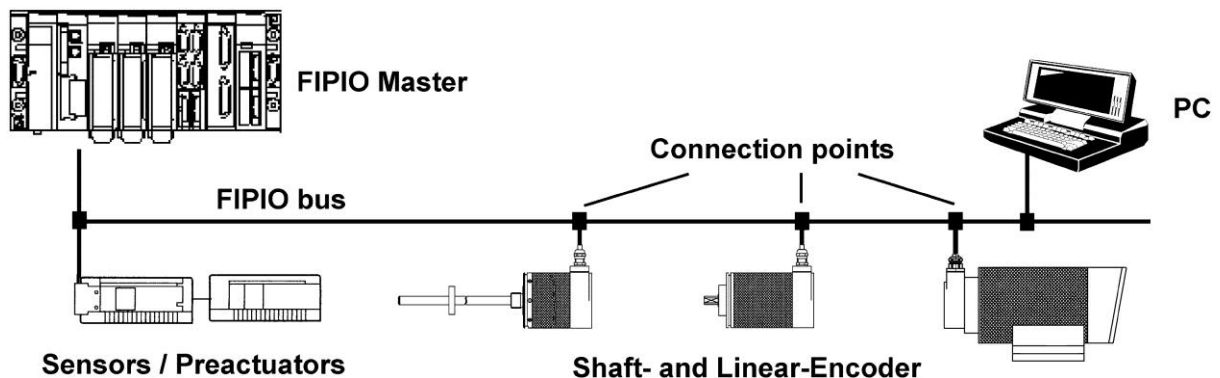 FIPIO Master
PC
Connection points
FIPIO bus
Sensors / Preactuators
Shaft- and Linear-Encoder